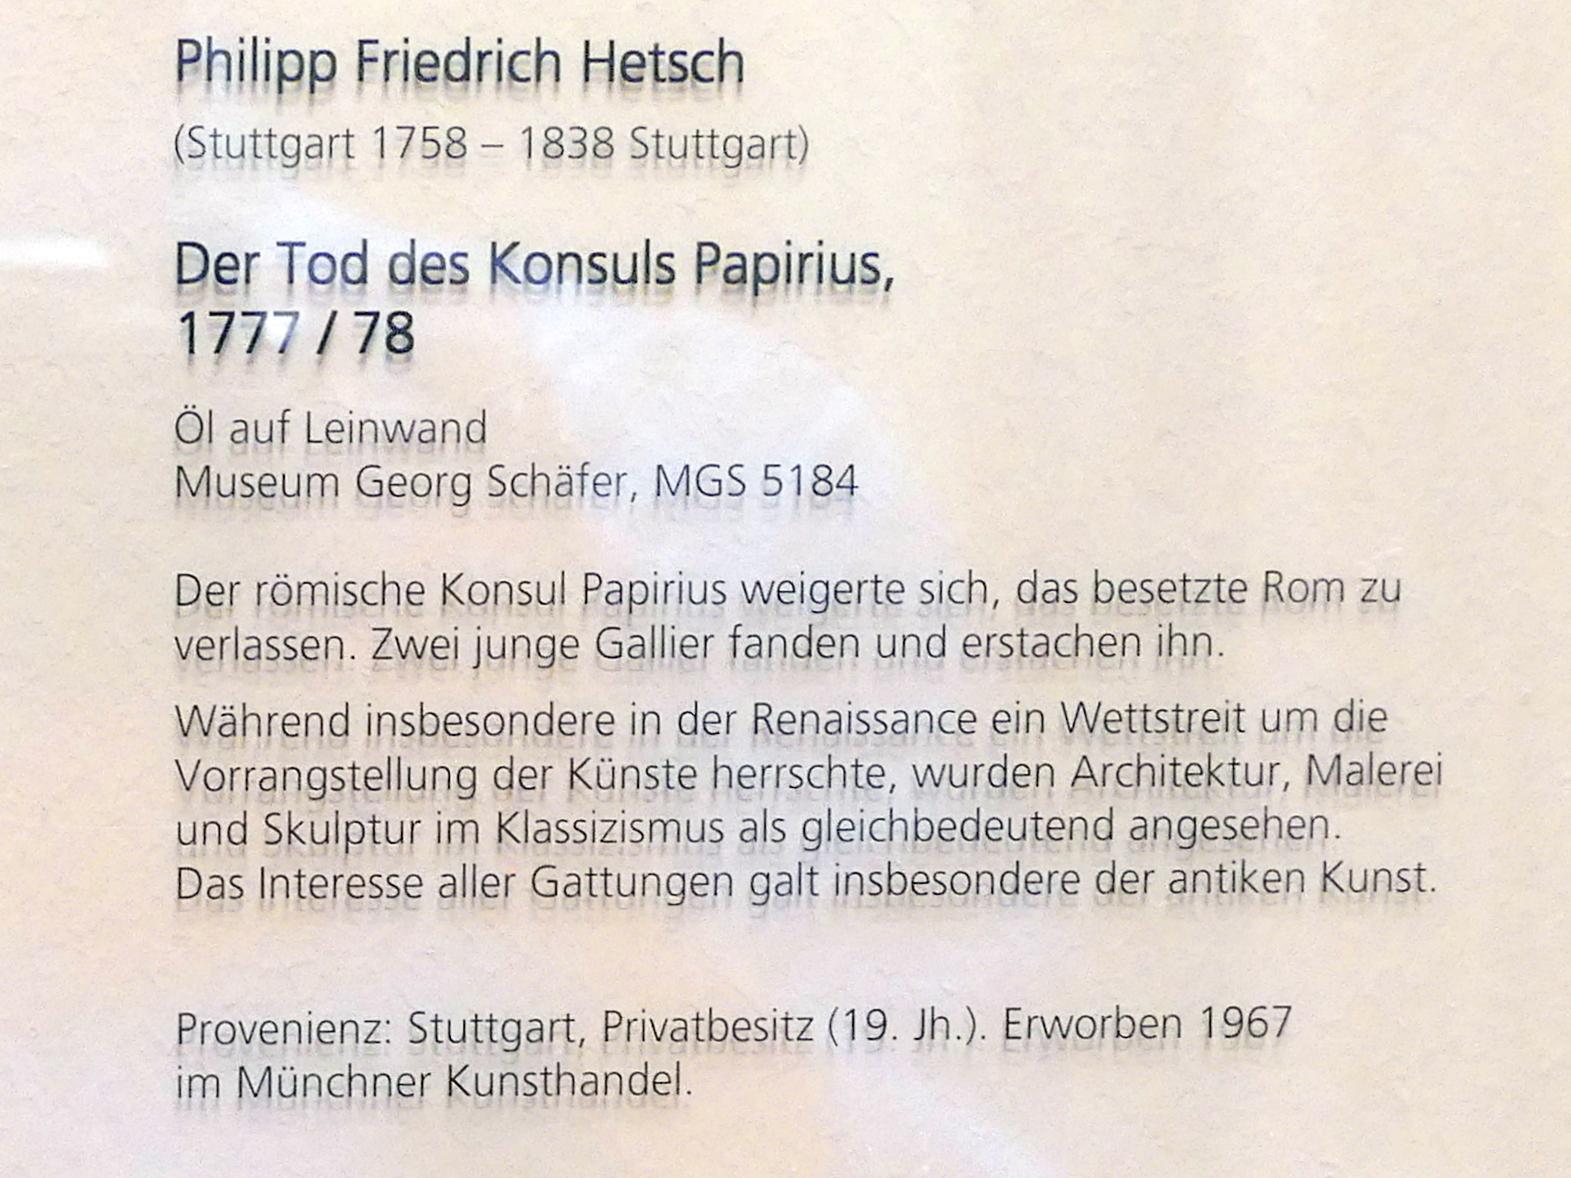 Philipp Friedrich Hetsch
(Stuttgart 1758 – 1838 Stuttgart)
Der Tod des Konsuls Papirius,
1777 / 78
Öl auf Leinwand
Museum Georg Schäfer, MGS 5184
Der römische Konsul Papirius weigerte sich, das besetzte Rom zu
verlassen. Zwei junge Gallier fanden und erstachen ihn.
Während insbesondere in der Renaissance ein Wettstreit um die
Vorrangstellung der Künste herrschte, wurden Architektur, Malerei
und Skulptur im Klassizismus als gleichbedeutend angesehen.
Das Interesse aller Gattungen galt insbesondere der antiken Kunst.
Provenienz: Stuttgart, Privatbesitz (19. Jh.). Erworben 1967
im Münchner Kunsthandel.